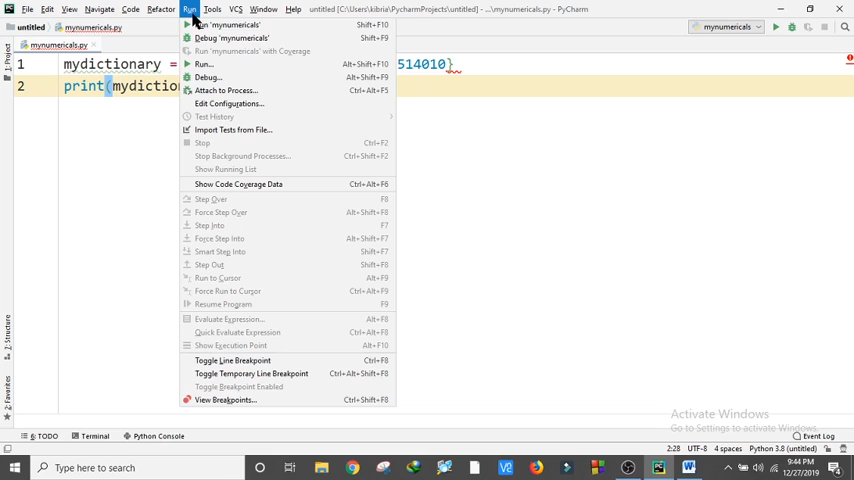 File Edit View Navigate Code Refactor Run Tools VCS Window Help untitled [C:\Users\kibria\PycharmProjects\untitled] - ...\mynumericals.py - PyCharm
untitled mynumericals.py mynumericals
mynumericals.py
1: Project
7: Structure
2: Favorites
1 mydictionary = 514010}
2 print(mydictio
'mynumericals' Shift+F10
Debug 'mynumericals' Shift+F9
Run 'mynumericals' with Coverage
Run... Alt+Shift+F10
Debug... Alt+Shift+F9
Attach to Process... Ctrl+Alt+F5
Edit Configurations...
Test History
Import Tests from File...
Stop Ctrl+F2
Stop Background Processes... Ctrl+Shift+F2
Show Running List
Show Code Coverage Data Ctrl+Alt+F6
Step Over F8
Force Step Over Alt+Shift+F8
Step Into F7
Force Step Into Alt+Shift+F7
Smart Step Into Shift+F7
Step Out Shift+F8
Run to Cursor Alt+F9
Force Run to Cursor Ctrl+Alt+F9
Resume Program F9
Evaluate Expression... Alt+F8
Quick Evaluate Expression Ctrl+Alt+F8
Show Execution Point Alt+F10
Toggle Line Breakpoint Ctrl+F8
Toggle Temporary Line Breakpoint Ctrl+Alt+Shift+F8
Toggle Breakpoint Enabled
View Breakpoints... Ctrl+Shift+F8
Activate Windows
Go to Settings to activate Windows.
6: TODO Terminal Python Console Event Log
2:28 UTF-8 4 spaces Python 3.8 (untitled)
Type here to search
9:44 PM
12/27/2019
4